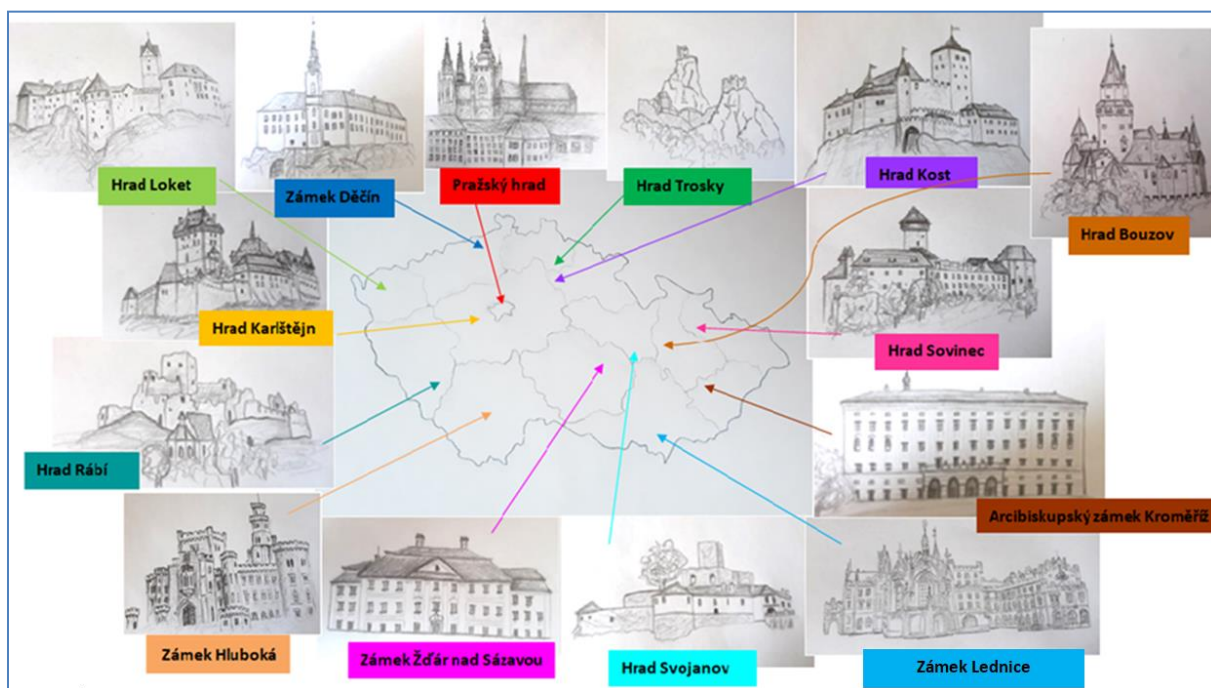 Hrad Loket
Zámek Děčín
Pražský hrad
Hrad Trosky
Hrad Kost
Hrad Bouzov
Hrad Karlštějn
Hrad Sovinec
Hrad Rábí
Arcibiskupský zámek Kroměříž
Zámek Hluboká
Zámek Žďár nad Sázavou
Hrad Svojanov
Zámek Lednice